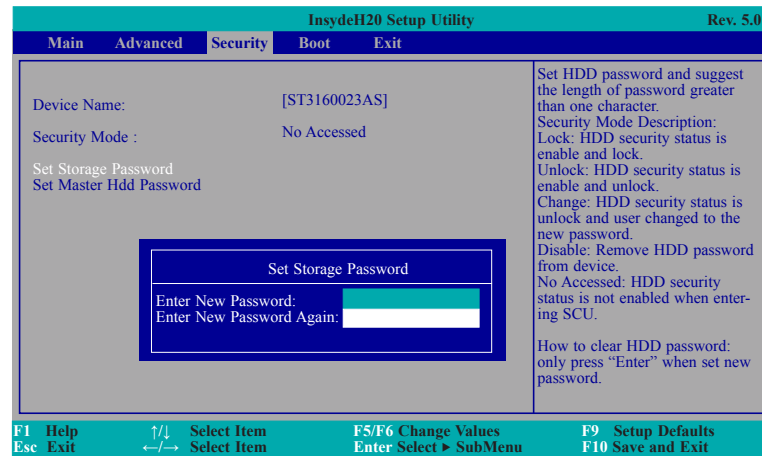 InsydeH20 Setup Utility Rev. 5.0
Main Advanced Security Boot Exit
Device Name: [ST3160023AS]
Security Mode : No Accessed
Set Storage Password
Set Master Hdd Password
Set Storage Password
Enter New Password:
Enter New Password Again:
Set HDD password and suggest
the length of password greater
than one character.
Security Mode Description:
Lock: HDD security status is
enable and lock.
Unlock: HDD security status is
enable and unlock.
Change: HDD security status is
unlock and user changed to the
new password.
Disable: Remove HDD password
from device.
No Accessed: HDD security
status is not enabled when enter-
ing SCU.
How to clear HDD password:
only press “Enter” when set new
password.
F1 Help ↑/↓ Select Item F5/F6 Change Values F9 Setup Defaults
Esc Exit ←/→ Select Item Enter Select ► SubMenu F10 Save and Exit